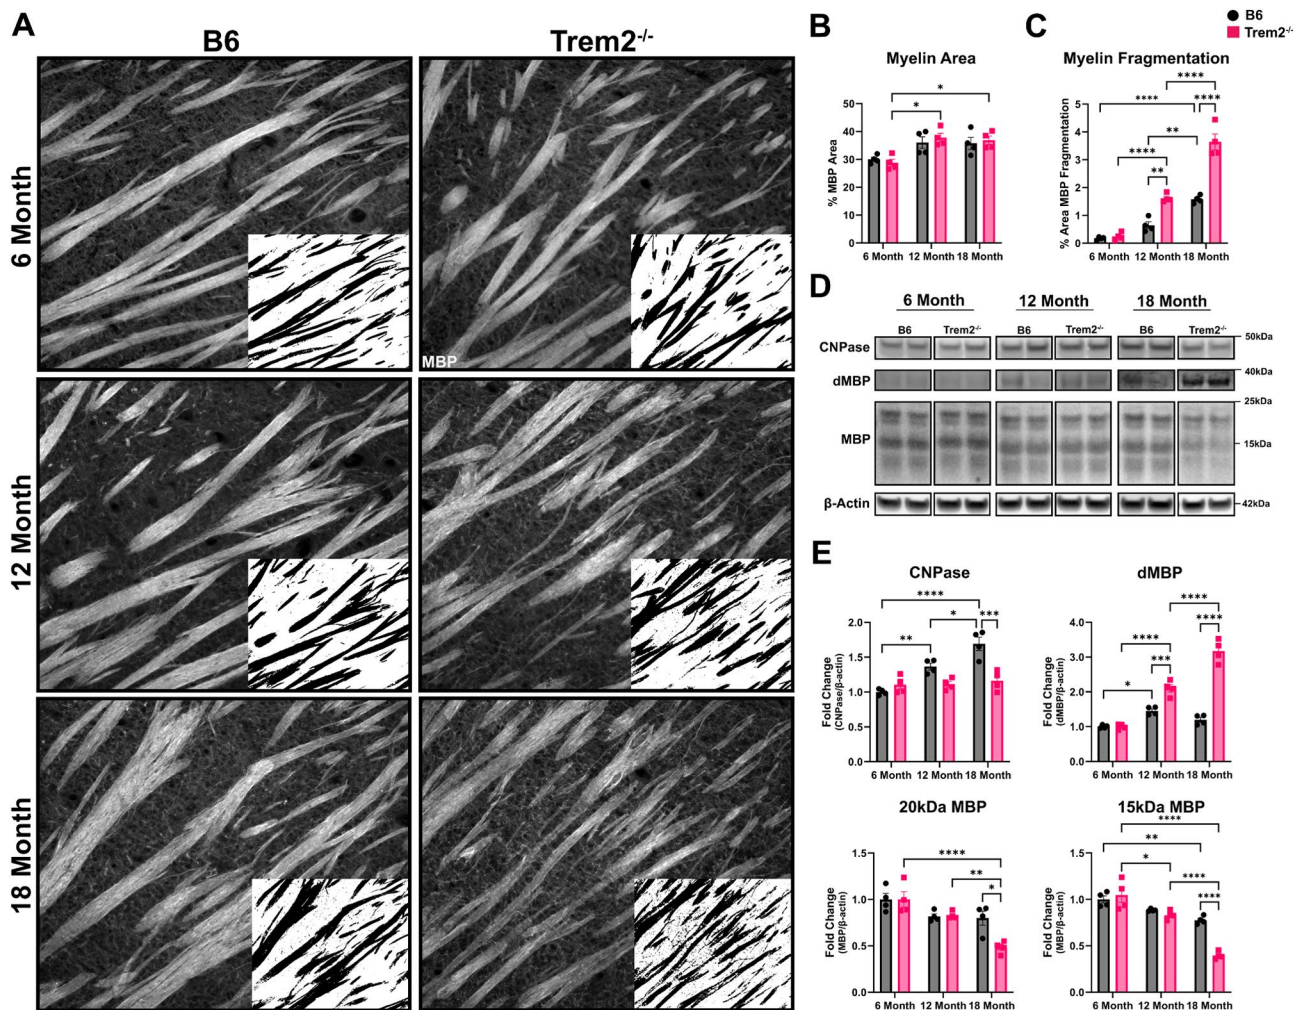 A
B6
Trem2-/-
6 Month
MBP
12 Month
18 Month
B
Myelin Area
% MBP Area
50
40
30
20
10
0
*
*
6 Month 12 Month 18 Month
C
B6
Trem2-/-
Myelin Fragmentation
% Area MBP Fragmentation
5
4
3
2
1
0
****
**** ****
**
****
**
6 Month 12 Month 18 Month
D
6 Month 12 Month 18 Month
B6 Trem2-/- B6 Trem2-/- B6 Trem2-/-
CNPase
50kDa
dMBP
40kDa
25kDa
MBP
15kDa
β-Actin
42kDa
E
CNPase
Fold Change
(CNPase/β-actin)
2.0
1.5
1.0
0.5
0.0
****
* ***
**
6 Month 12 Month 18 Month
dMBP
Fold Change
(dMBP/β-actin)
4.0
3.0
2.0
1.0
0.0
****
****
****
***
*
6 Month 12 Month 18 Month
20kDa MBP
Fold Change
(MBP/β-actin)
1.5
1.0
0.5
0.0
****
**
*
6 Month 12 Month 18 Month
15kDa MBP
Fold Change
(MBP/β-actin)
1.5
1.0
0.5
0.0
****
**
*
****
****
6 Month 12 Month 18 Month